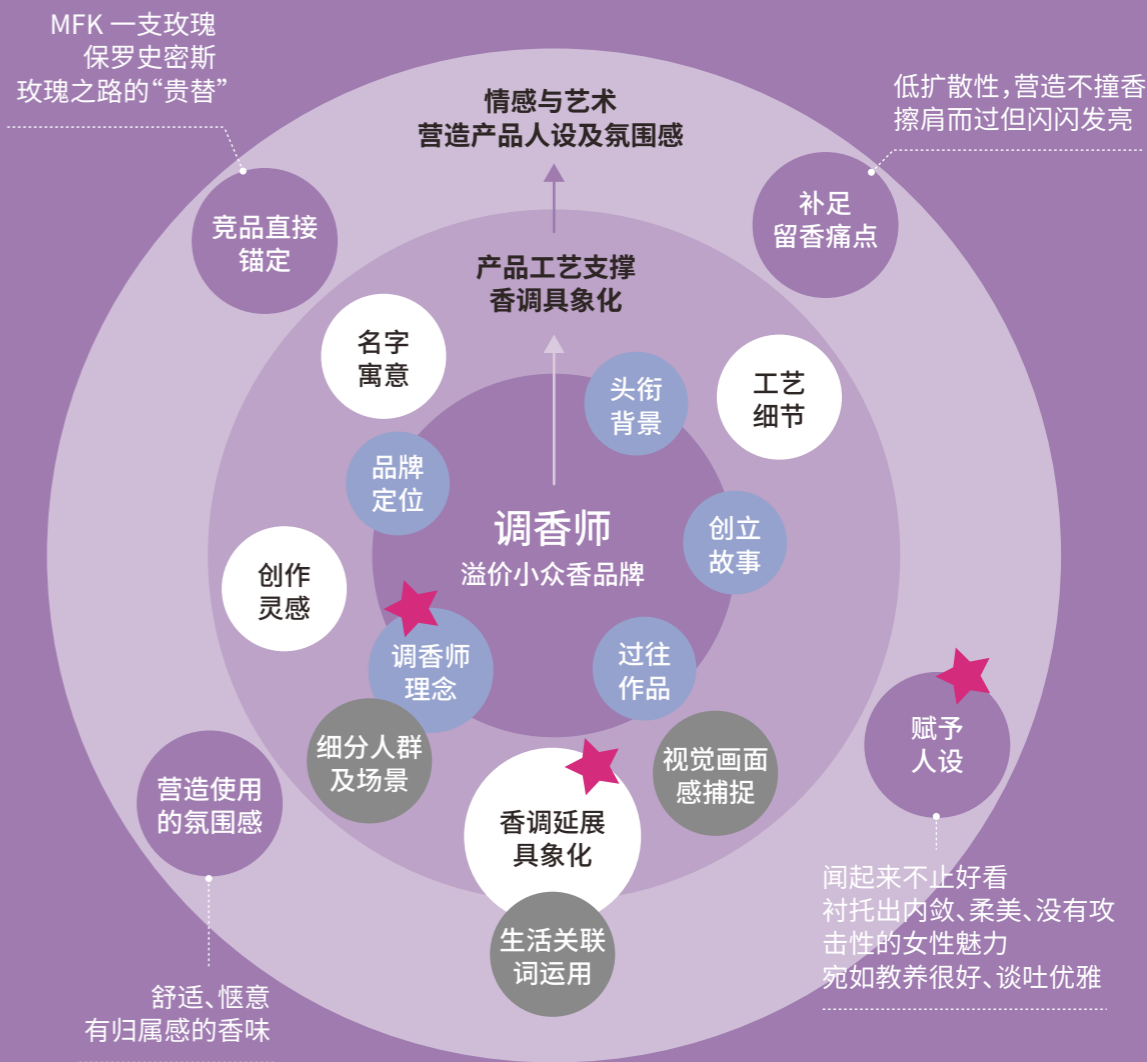 MFK 一支玫瑰
保罗史密斯
玫瑰之路的“贵替”
情感与艺术
营造产品人设及氛围感
低扩散性，营造不撞香
擦肩而过但闪闪发亮
竞品直接
锚定
补足
留香痛点
产品工艺支撑
香调具象化
名字
寓意
头衔
背景
工艺
细节
品牌
定位
调香师
溢价小众香品牌
创立
故事
创作
灵感
调香师
理念
过往
作品
细分人群
及场景
视觉画面
感捕捉
赋予
人设
营造使用
的氛围感
香调延展
具象化
生活关联
词运用
闻起来不止好看
衬托出内敛、柔美、没有攻
击性的女性魅力
宛如教养很好、谈吐优雅
舒适、惬意
有归属感的香味